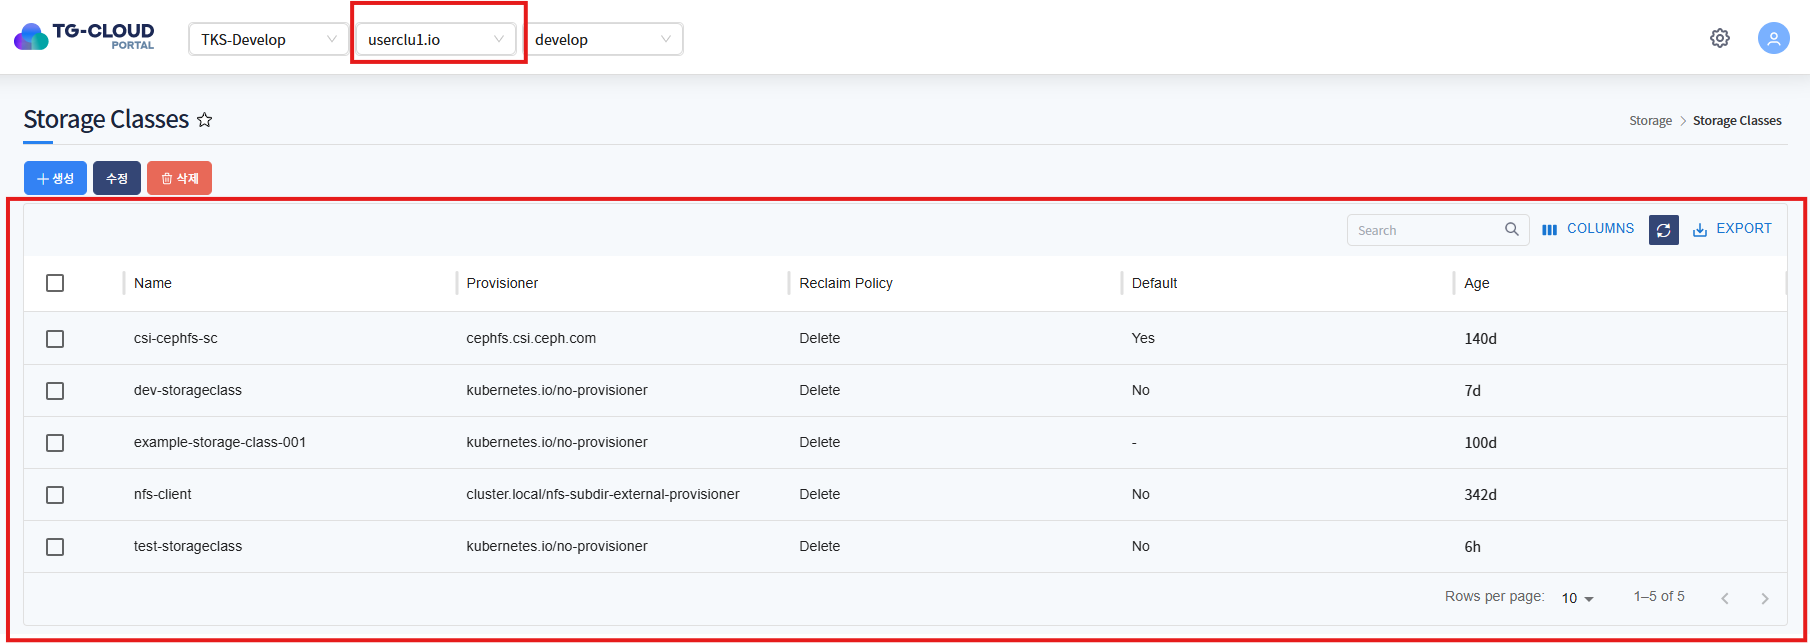 TG-CLOUD
PORTAL
TKS-Develop
userclu1.io
develop
Storage Classes
Storage > Storage Classes
+ 생성
수정
삭제
Search
COLUMNS
EXPORT
Name Provisioner Reclaim Policy Default Age
csi-cephfs-sc cephfs.csi.ceph.com Delete Yes 140d
dev-storageclass kubernetes.io/no-provisioner Delete No 7d
example-storage-class-001 kubernetes.io/no-provisioner Delete - 100d
nfs-client cluster.local/nfs-subdir-external-provisioner Delete No 342d
test-storageclass kubernetes.io/no-provisioner Delete No 6h
Rows per page: 10 1–5 of 5